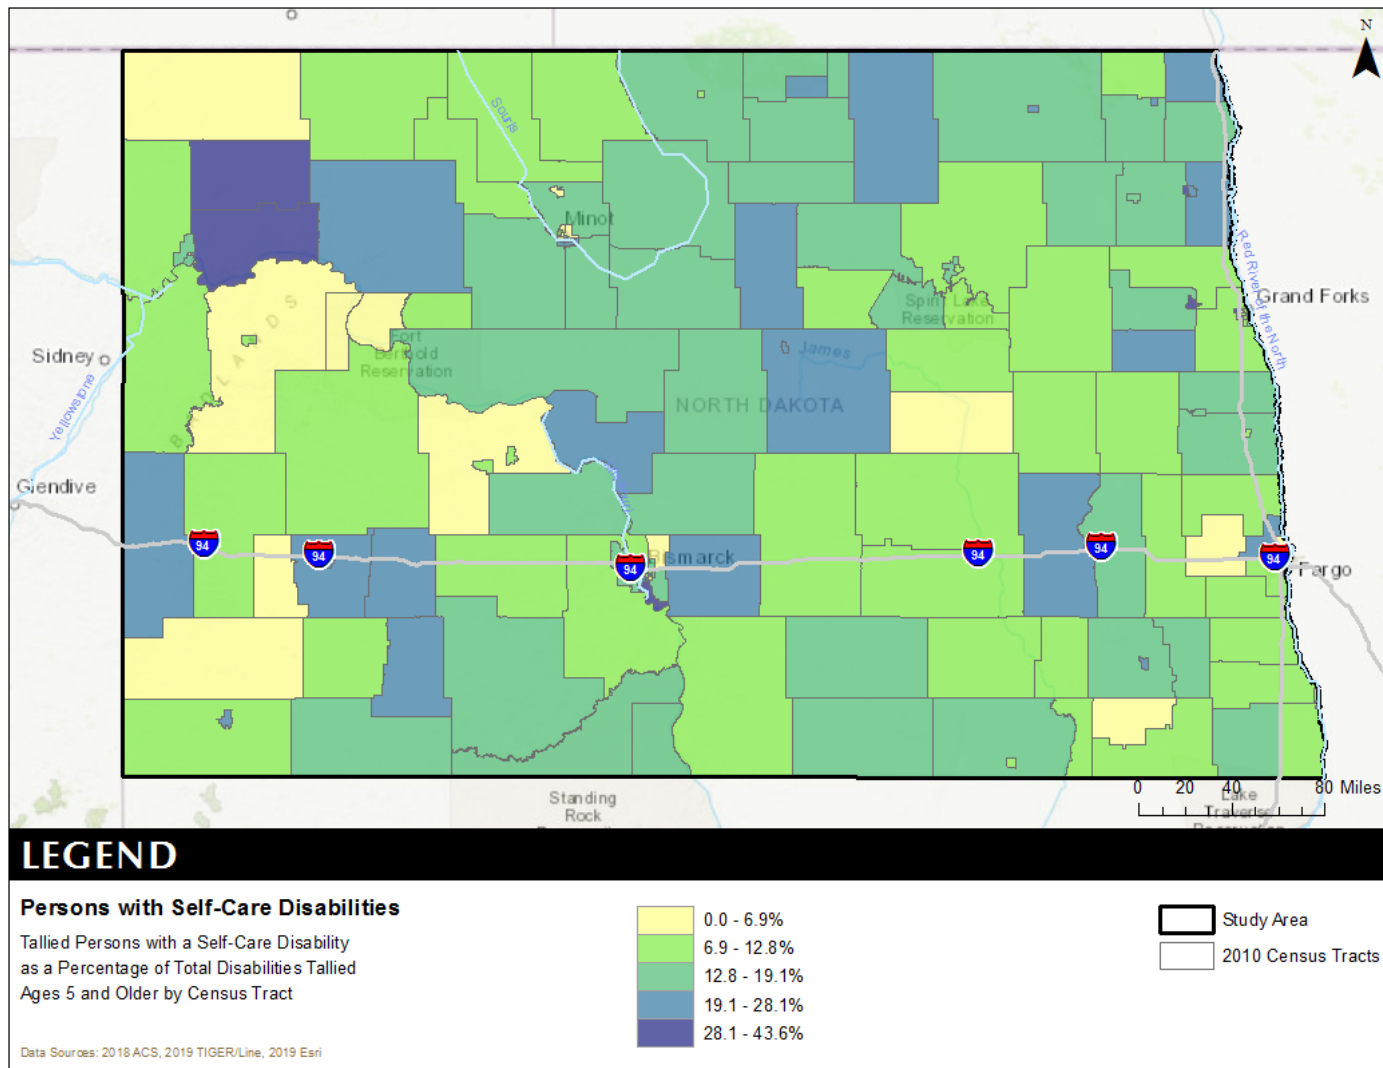 N
Souris
Minot
Red River of the North
Spirit Lake
Reservation
Grand Forks
BADLANDS
Fort
Berthold
Reservation
James
Sidney
Yellowstone
NORTH DAKOTA
Glendive
94
94
94
94
94
94
Bismarck
Fargo
0 20 40 80 Miles
Standing
Rock
Lake
Traverse
Reservation
LEGEND
Persons with Self-Care Disabilities
Tallied Persons with a Self-Care Disability
as a Percentage of Total Disabilities Tallied
Ages 5 and Older by Census Tract
0.0 - 6.9%
6.9 - 12.8%
12.8 - 19.1%
19.1 - 28.1%
28.1 - 43.6%
Study Area
2010 Census Tracts
Data Sources: 2018 ACS, 2019 TIGER/Line, 2019 Esri